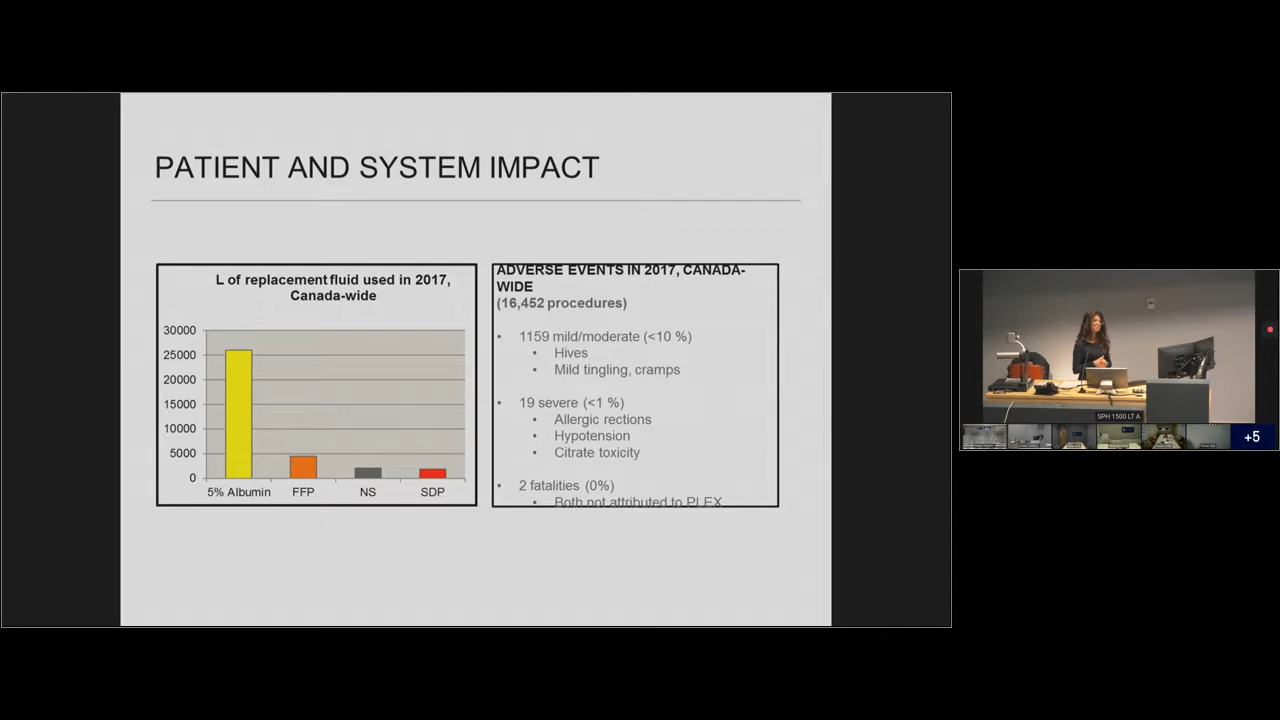 PATIENT AND SYSTEM IMPACT
L of replacement fluid used in 2017,
Canada-wide
30000
25000
20000
15000
10000
5000
0
5% Albumin
FFP
NS
SDP
ADVERSE EVENTS IN 2017, CANADA-
WIDE
(16,452 procedures)
• 1159 mild/moderate (<10 %)
• Hives
• Mild tingling, cramps
• 19 severe (<1 %)
• Allergic rections
• Hypotension
• Citrate toxicity
• 2 fatalities (0%)
• Both not attributed to PLEX
SPH 1500 LT A
+5